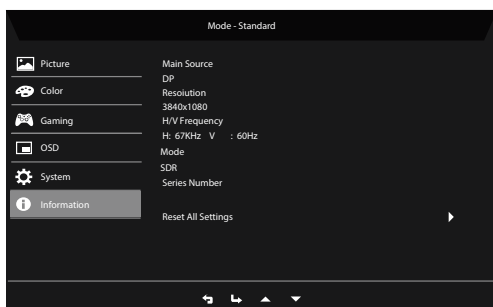 Mode - Standard
Picture
Color
Gaming
OSD
System
Information
Main Source
DP
Resoiution
3840x1080
H/V Frequency
H: 67KHz V : 60Hz
Mode
SDR
Series Number
Reset All Settings